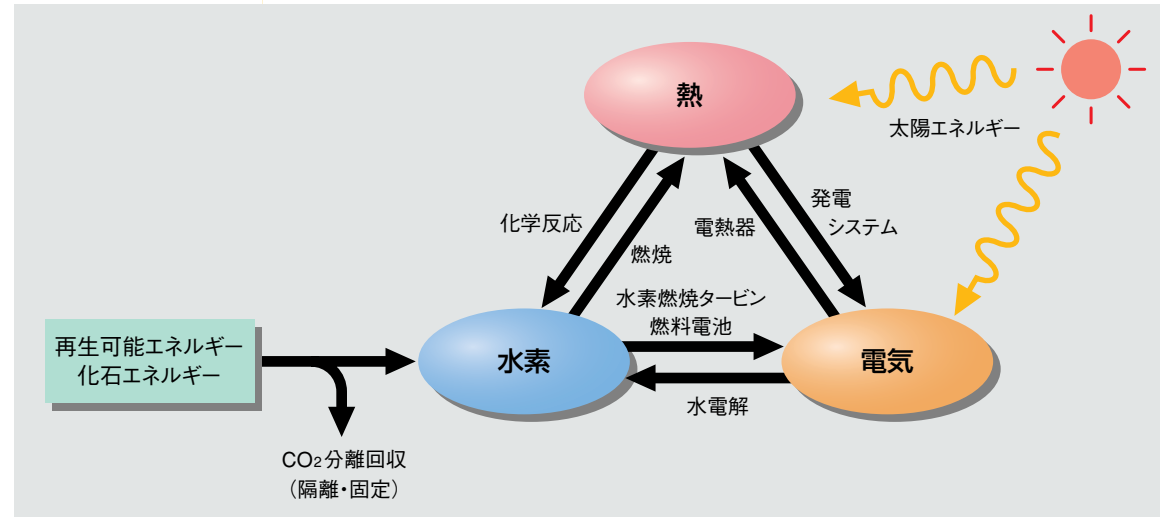 熱
太陽エネルギー
化学反応
燃焼
電熱器
発電
システム
水素燃焼タービン
燃料電池
再生可能エネルギー
化石エネルギー
水素
電気
水電解
CO₂分離回収
（隔離・固定）